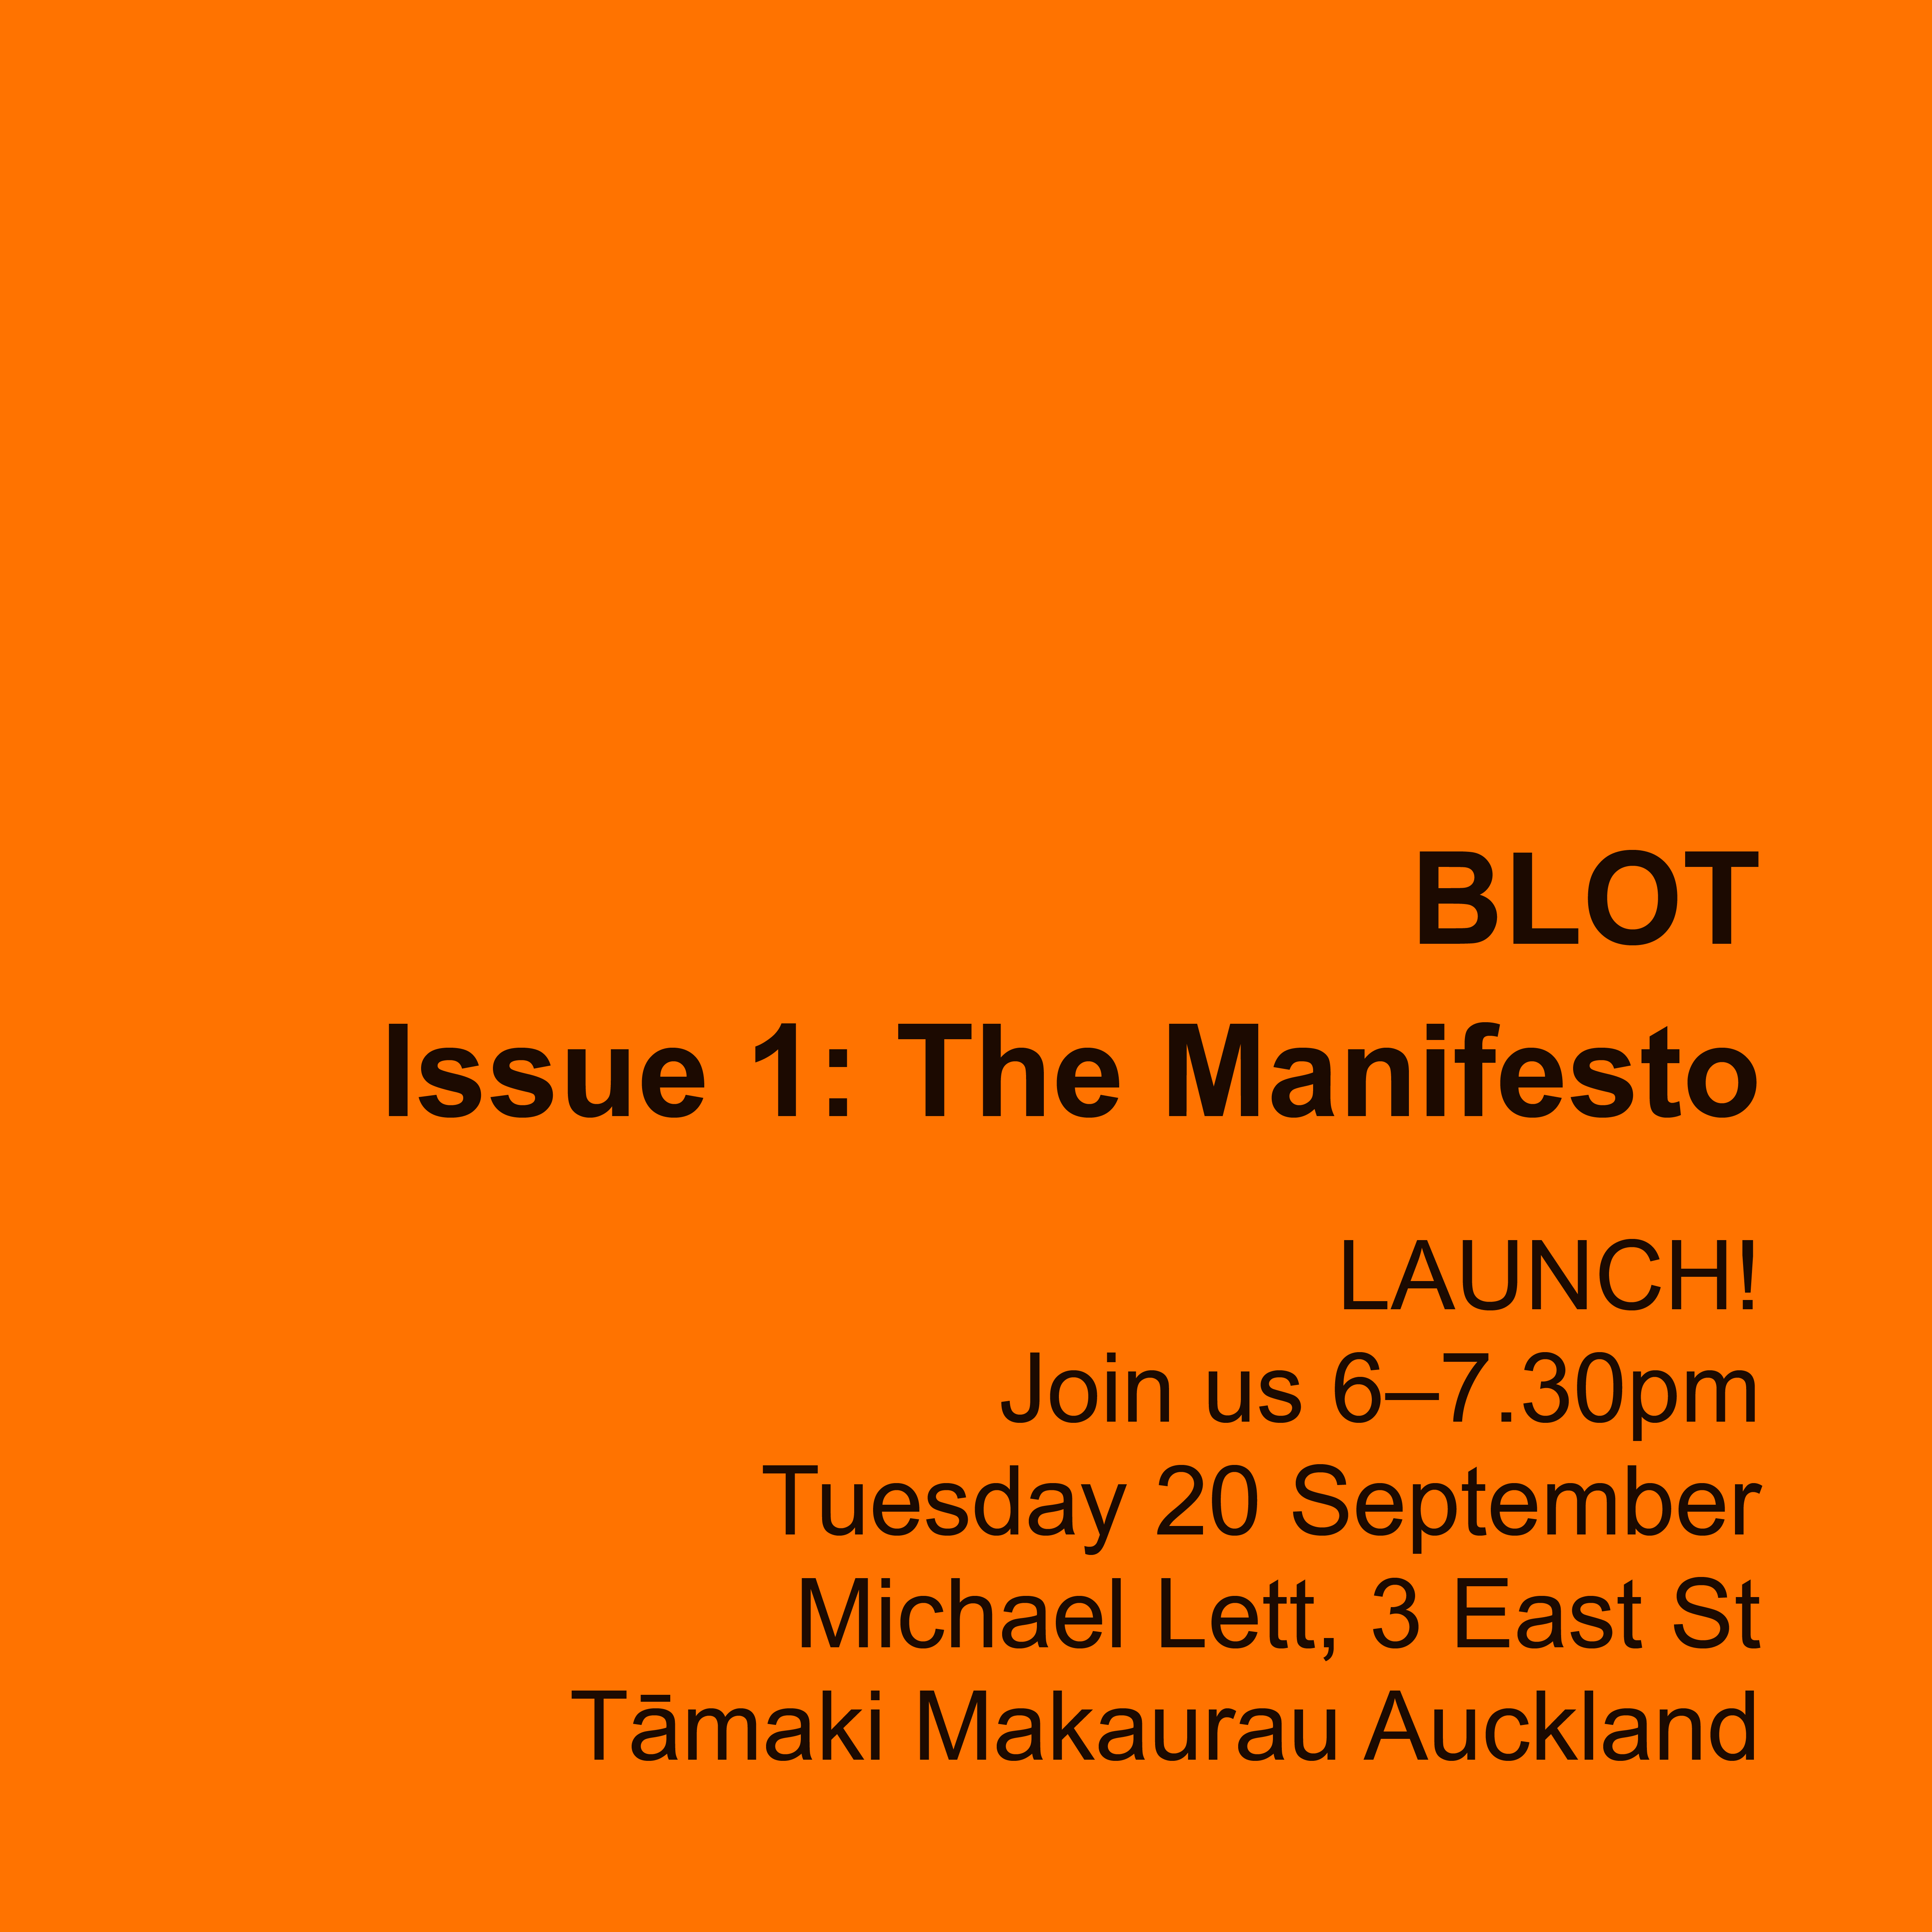 BLOT
Issue 1: The Manifesto
LAUNCH!
Join us 6–7.30pm
Tuesday 20 September
Michael Lett, 3 East St
Tāmaki Makaurau Auckland